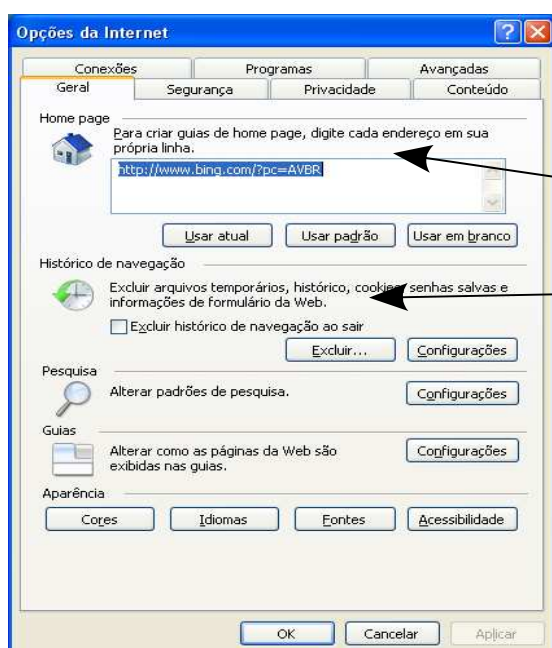 Opções da Internet
Conexões Programas Avançadas
Geral Segurança Privacidade Conteúdo
Home page
Para criar guias de home page, digite cada endereço em sua
própria linha.
http://www.bing.com/?pc=AVBR
Usar atual Usar padrão Usar em branco
Histórico de navegação
Excluir arquivos temporários, histórico, cookies, senhas salvas e
informações de formulário da Web.
Excluir histórico de navegação ao sair
Excluir... Configurações
Pesquisa
Alterar padrões de pesquisa. Configurações
Guias
Alterar como as páginas da Web são
exibidas nas guias. Configurações
Aparência
Cores Idiomas Fontes Acessibilidade
OK Cancelar Aplicar